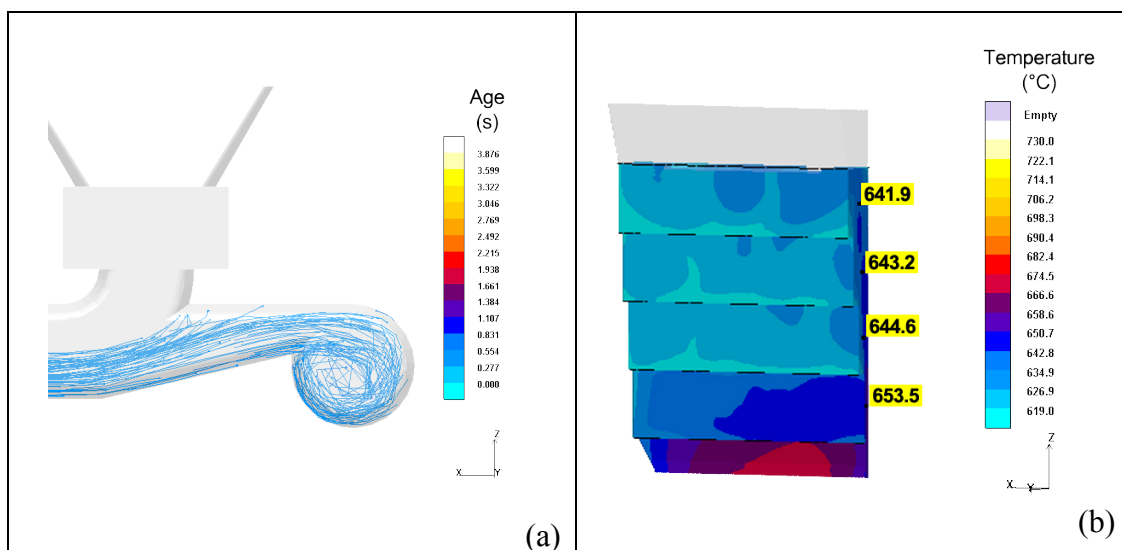 Age
(s)
3.876
3.599
3.322
3.046
2.769
2.492
2.215
1.938
1.661
1.384
1.107
0.831
0.554
0.277
0.000
Z
X
Y
(a)
Temperature
(°C)
Empty
730.0
722.1
714.1
706.2
698.3
690.4
682.4
674.5
666.6
658.6
650.7
642.8
634.9
626.9
619.0
641.9
643.2
644.6
653.5
Z
X
Y
(b)